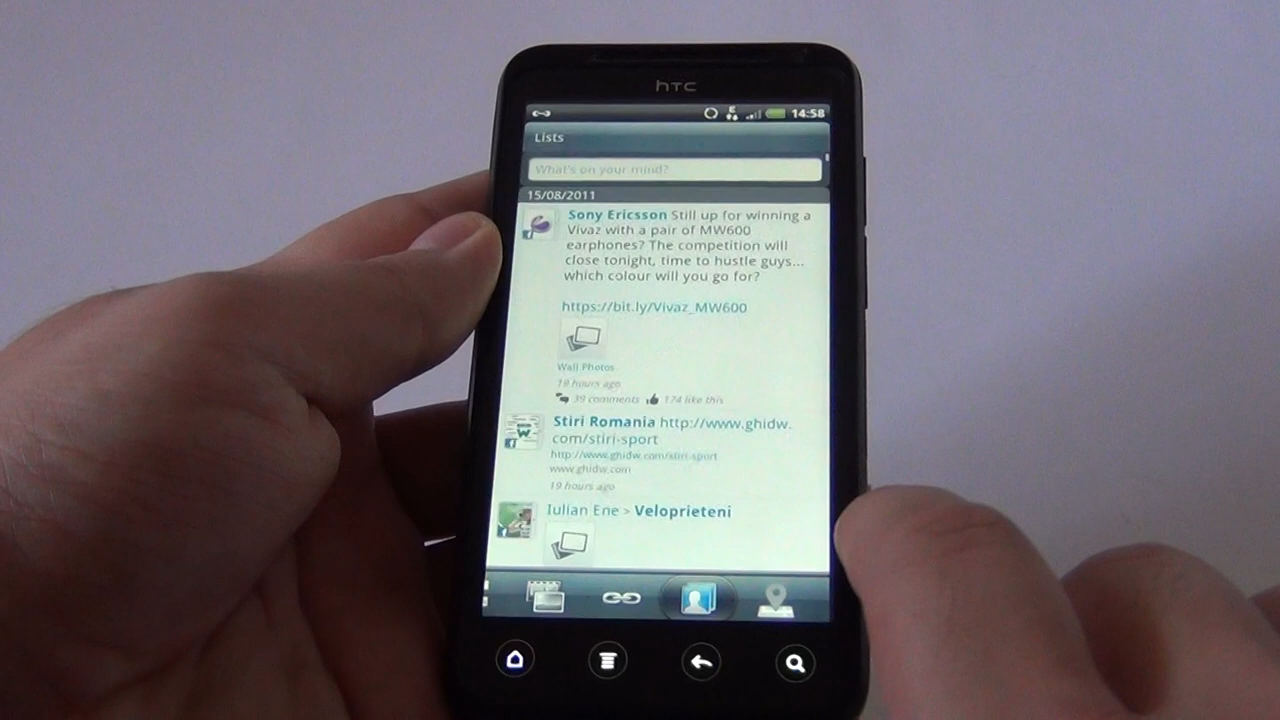 hTC
E
14:58
Lists
What's on your mind?
15/08/2011
Sony Ericsson Still up for winning a
Vivaz with a pair of MW600
earphones? The competition will
close tonight, time to hustle guys...
which colour will you go for?
https://bit.ly/Vivaz_MW600
Wall Photos
19 hours ago
39 comments 174 like this
Stiri Romania http://www.ghidw.
com/stiri-sport
http://www.ghidw.com/stiri-sport
www.ghidw.com
19 hours ago
Iulian Ene > Veloprieteni